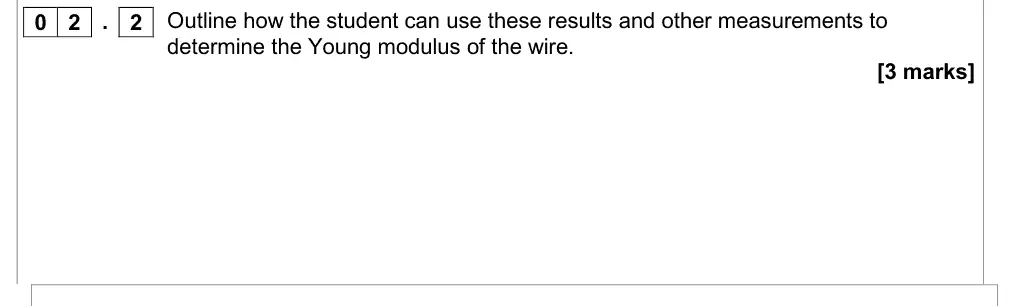 0 2 . 2 Outline how the student can use these results and other measurements to
determine the Young modulus of the wire.
[3 marks]